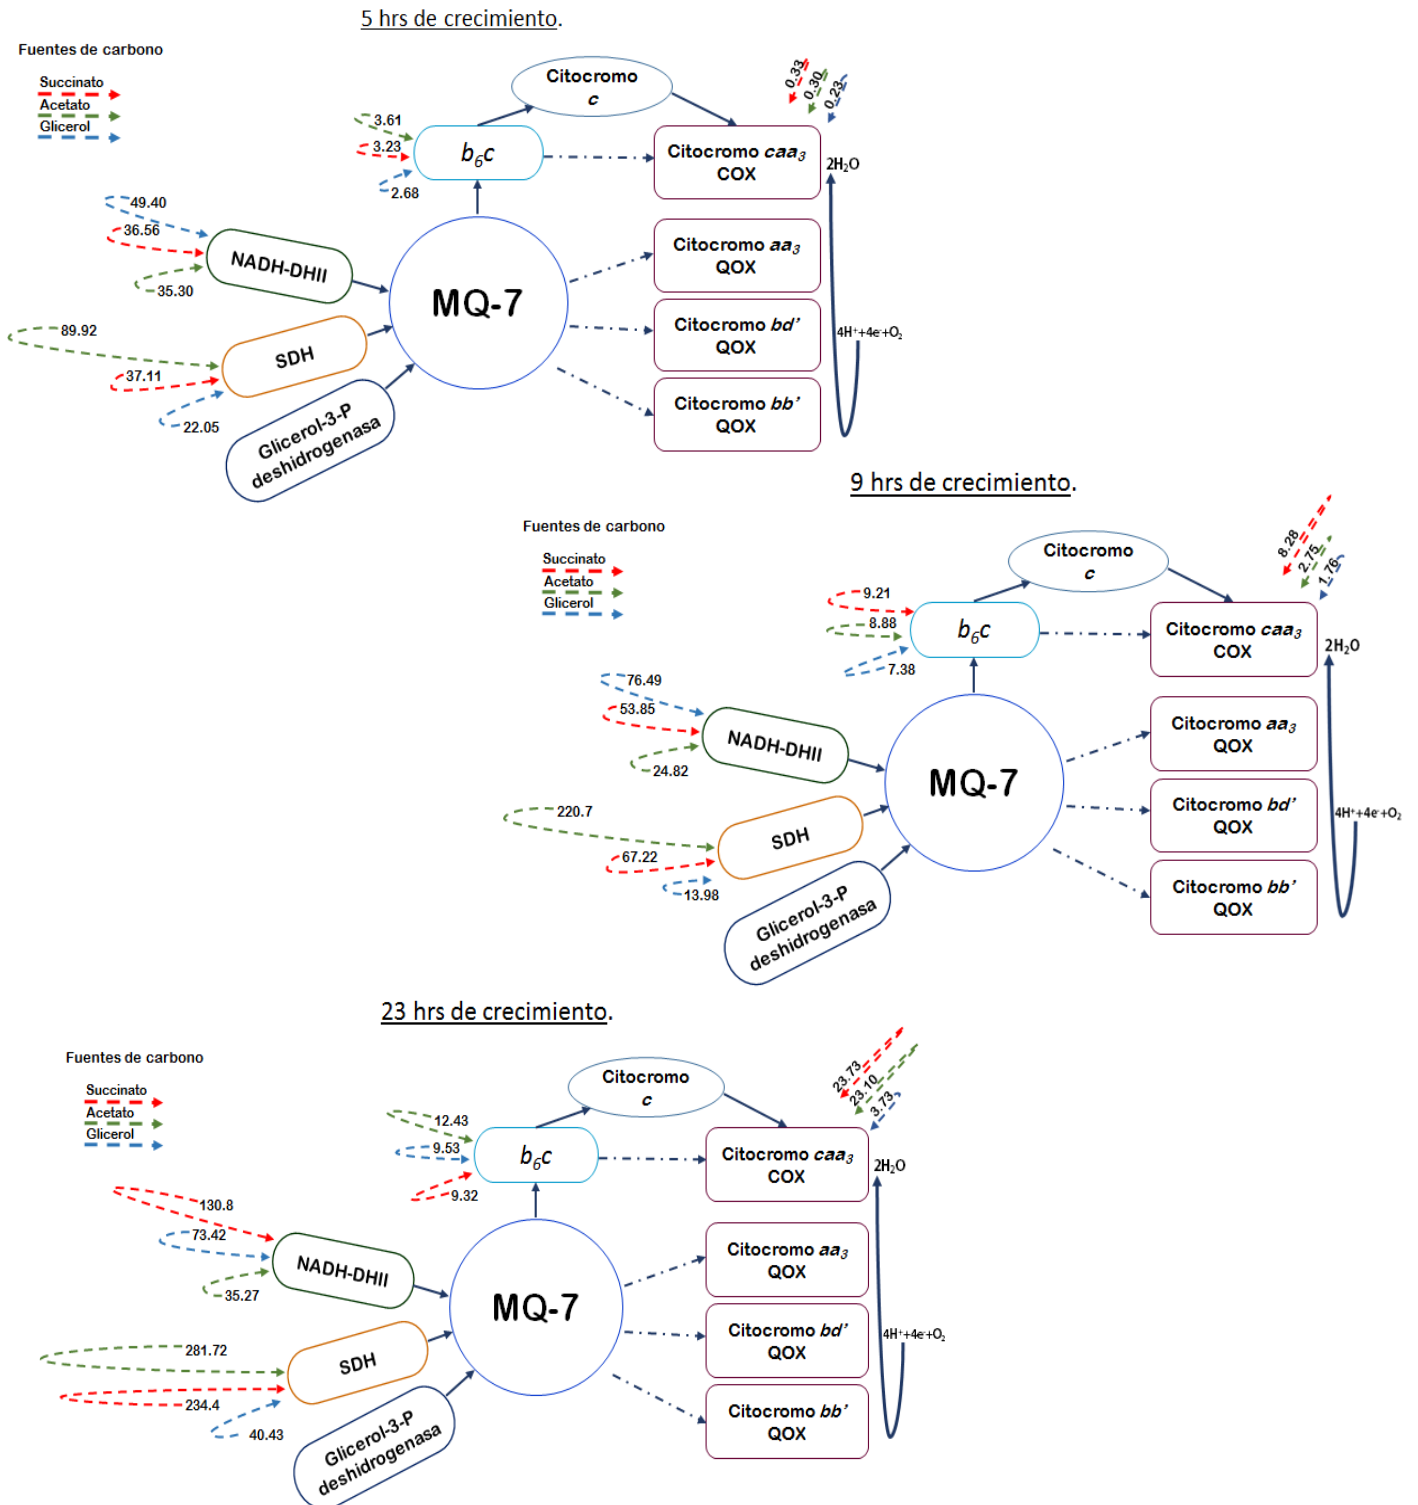 5 hrs de crecimiento.
Fuentes de carbono
Succinato
Acetato
Glicerol
Citocromo
c
0.33
0.30
0.23
3.61
3.23
2.68
b₆c
Citocromo caa₃
COX
2H₂O
49.40
36.56
35.30
NADH-DHII
MQ-7
Citocromo aa₃
QOX
89.92
37.11
22.05
SDH
Citocromo bd’
QOX
4H⁺+4e⁻+O₂
Glicerol-3-P
deshidrogenasa
Citocromo bb’
QOX
9 hrs de crecimiento.
Fuentes de carbono
Succinato
Acetato
Glicerol
Citocromo
c
8.28
2.75
1.76
9.21
8.88
7.38
b₆c
Citocromo caa₃
COX
2H₂O
76.49
53.85
24.82
NADH-DHII
MQ-7
Citocromo aa₃
QOX
220.7
67.22
13.98
SDH
Citocromo bd’
QOX
4H⁺+4e⁻+O₂
Glicerol-3-P
deshidrogenasa
Citocromo bb’
QOX
23 hrs de crecimiento.
Fuentes de carbono
Succinato
Acetato
Glicerol
Citocromo
c
23.73
23.10
3.73
12.43
9.53
9.32
b₆c
Citocromo caa₃
COX
2H₂O
130.8
73.42
35.27
NADH-DHII
MQ-7
Citocromo aa₃
QOX
281.72
234.4
40.43
SDH
Citocromo bd’
QOX
4H⁺+4e⁻+O₂
Glicerol-3-P
deshidrogenasa
Citocromo bb’
QOX